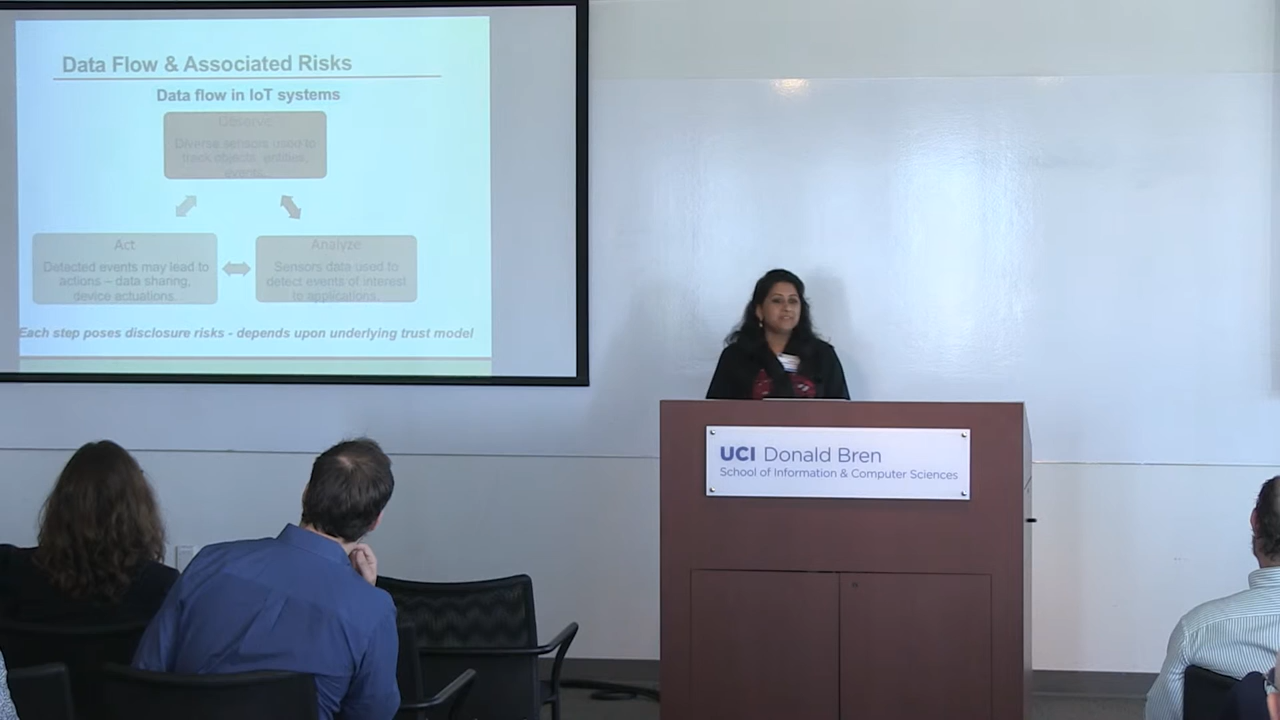 Data Flow & Associated Risks
Data flow in IoT systems
Observe
Diverse sensors used to
track objects, entities,
events
Act
Detected events may lead to
actions – data sharing,
device actuations
Analyze
Sensors data used to
detect events of interest
to applications.
Each step poses disclosure risks - depends upon underlying trust model
UCI Donald Bren
School of Information & Computer Sciences